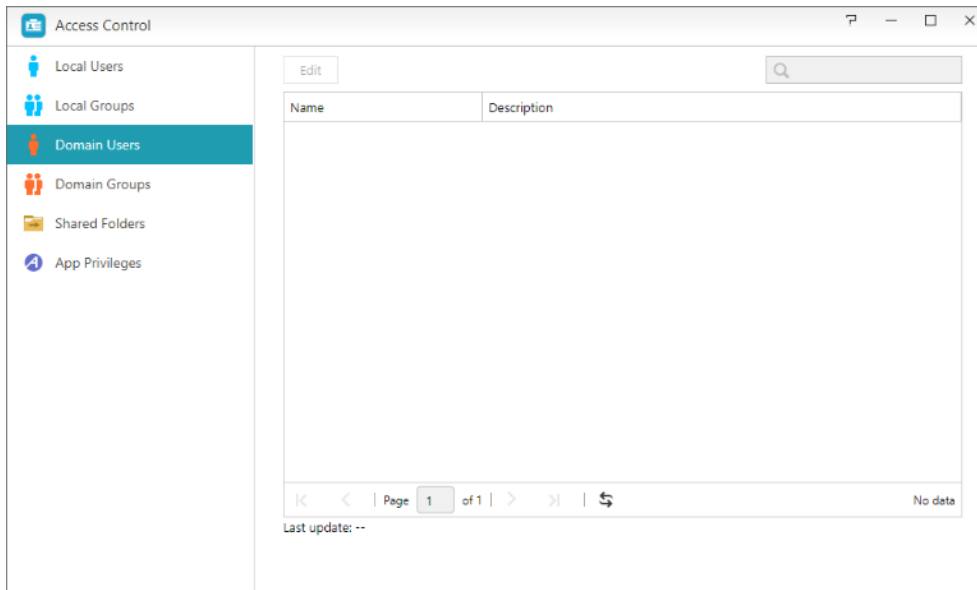 Access Control
Local Users
Local Groups
Domain Users
Domain Groups
Shared Folders
App Privileges
Edit
Name Description
Page 1 of 1 No data
Last update: --